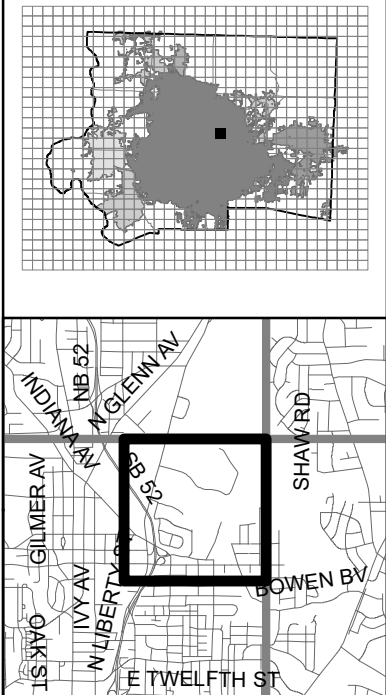 NB 52
N GLENN AV
INDIANA AV
SHAW RD
SB 52
GILMER AV
N LIBERTY ST
IVY AV
BOWEN BV
OAK ST
E TWELFTH ST